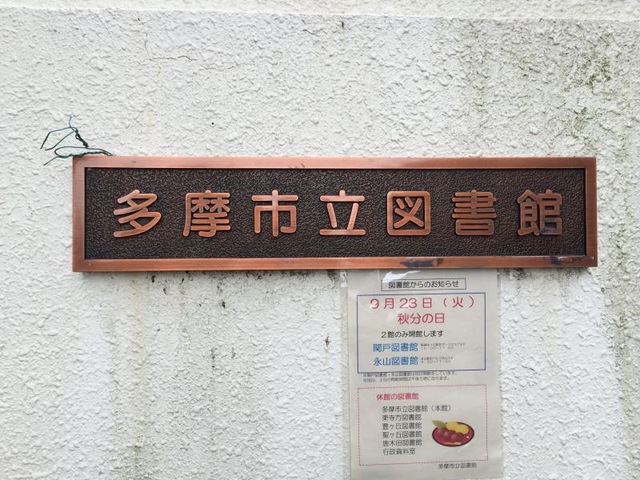 多摩市立図書館
図書館からのお知らせ
9月23日（火）
秋分の日
2館のみ開館します
関戸図書館
永山図書館
休館の図書館
多摩市立図書館（本館）
東寺方図書館
豊ヶ丘図書館
聖ヶ丘図書館
唐木田図書館
行政資料室
多摩市立図書館